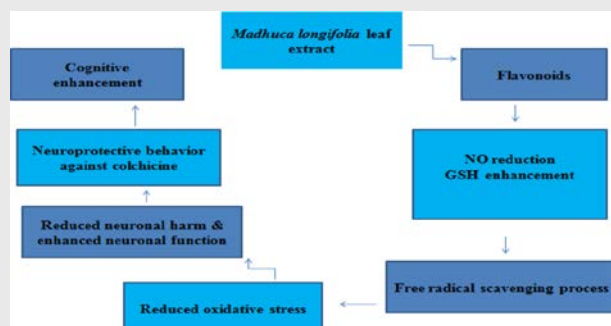 Madhuca longifolia leaf
extract
Flavonoids
NO reduction
GSH enhancement
Free radical scavenging process
Reduced oxidative stress
Reduced neuronal harm &
enhanced neuronal function
Neuroprotective behavior
against colchicine
Cognitive
enhancement